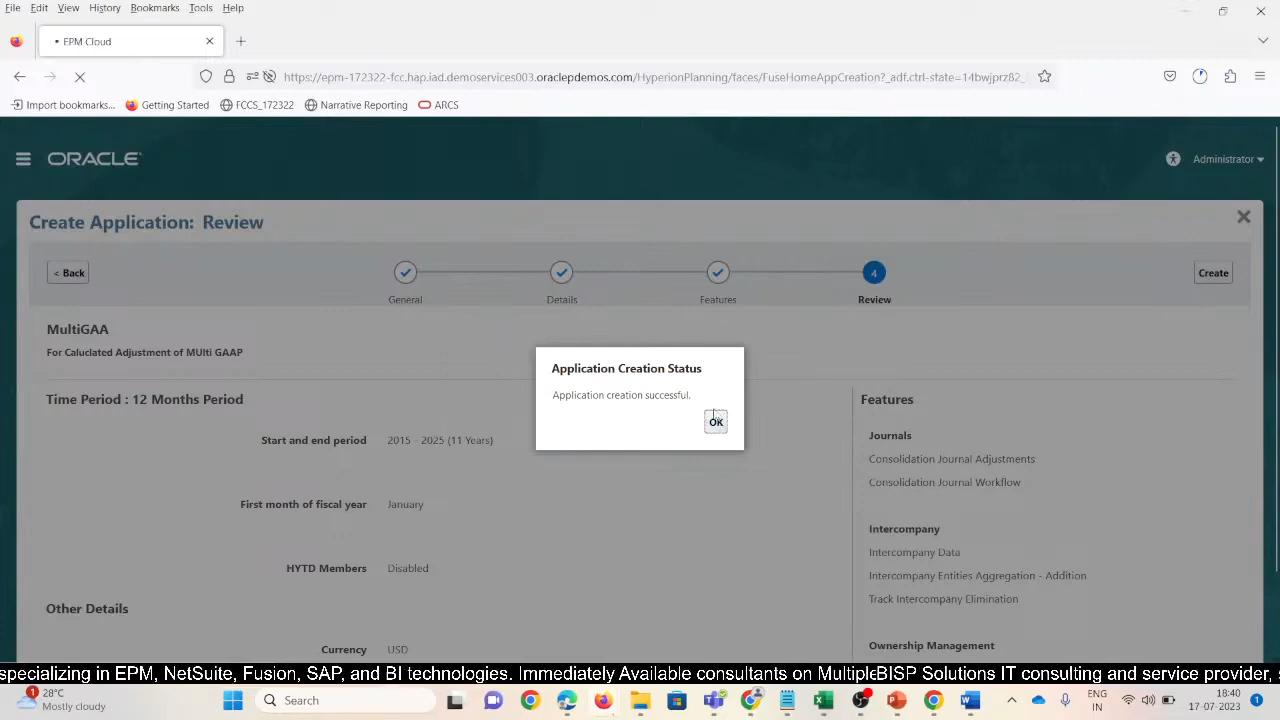 File Edit View History Bookmarks Tools Help
• EPM Cloud
https://epm-172322-fcc.hap.iad.demoservices003.oraclepdemos.com/HyperionPlanning/faces/FuseHomeAppCreation?_adf.ctrl-state=14bwjprz82_
Import bookmarks... Getting Started FCCS_172322 Narrative Reporting ARCS
ORACLE Administrator
Create Application: Review
< Back Create
4
General Details Features Review
MultiGAA
For Caluclated Adjustment of MUlti GAAP
Application Creation Status
Application creation successful.
OK
Time Period : 12 Months Period
Start and end period 2015 - 2025 (11 Years)
First month of fiscal year January
HYTD Members Disabled
Other Details
Currency USD
Features
Journals
Consolidation Journal Adjustments
Consolidation Journal Workflow
Intercompany
Intercompany Data
Intercompany Entities Aggregation - Addition
Track Intercompany Elimination
Ownership Management
specializing in EPM, NetSuite, Fusion, SAP, and BI technologies. Immediately Available consultants on Multiple BISP Solutions IT consulting and service provider,
1 28°C
Mostly cloudy
Search
ENG
IN
18:40
17-07-2023
1